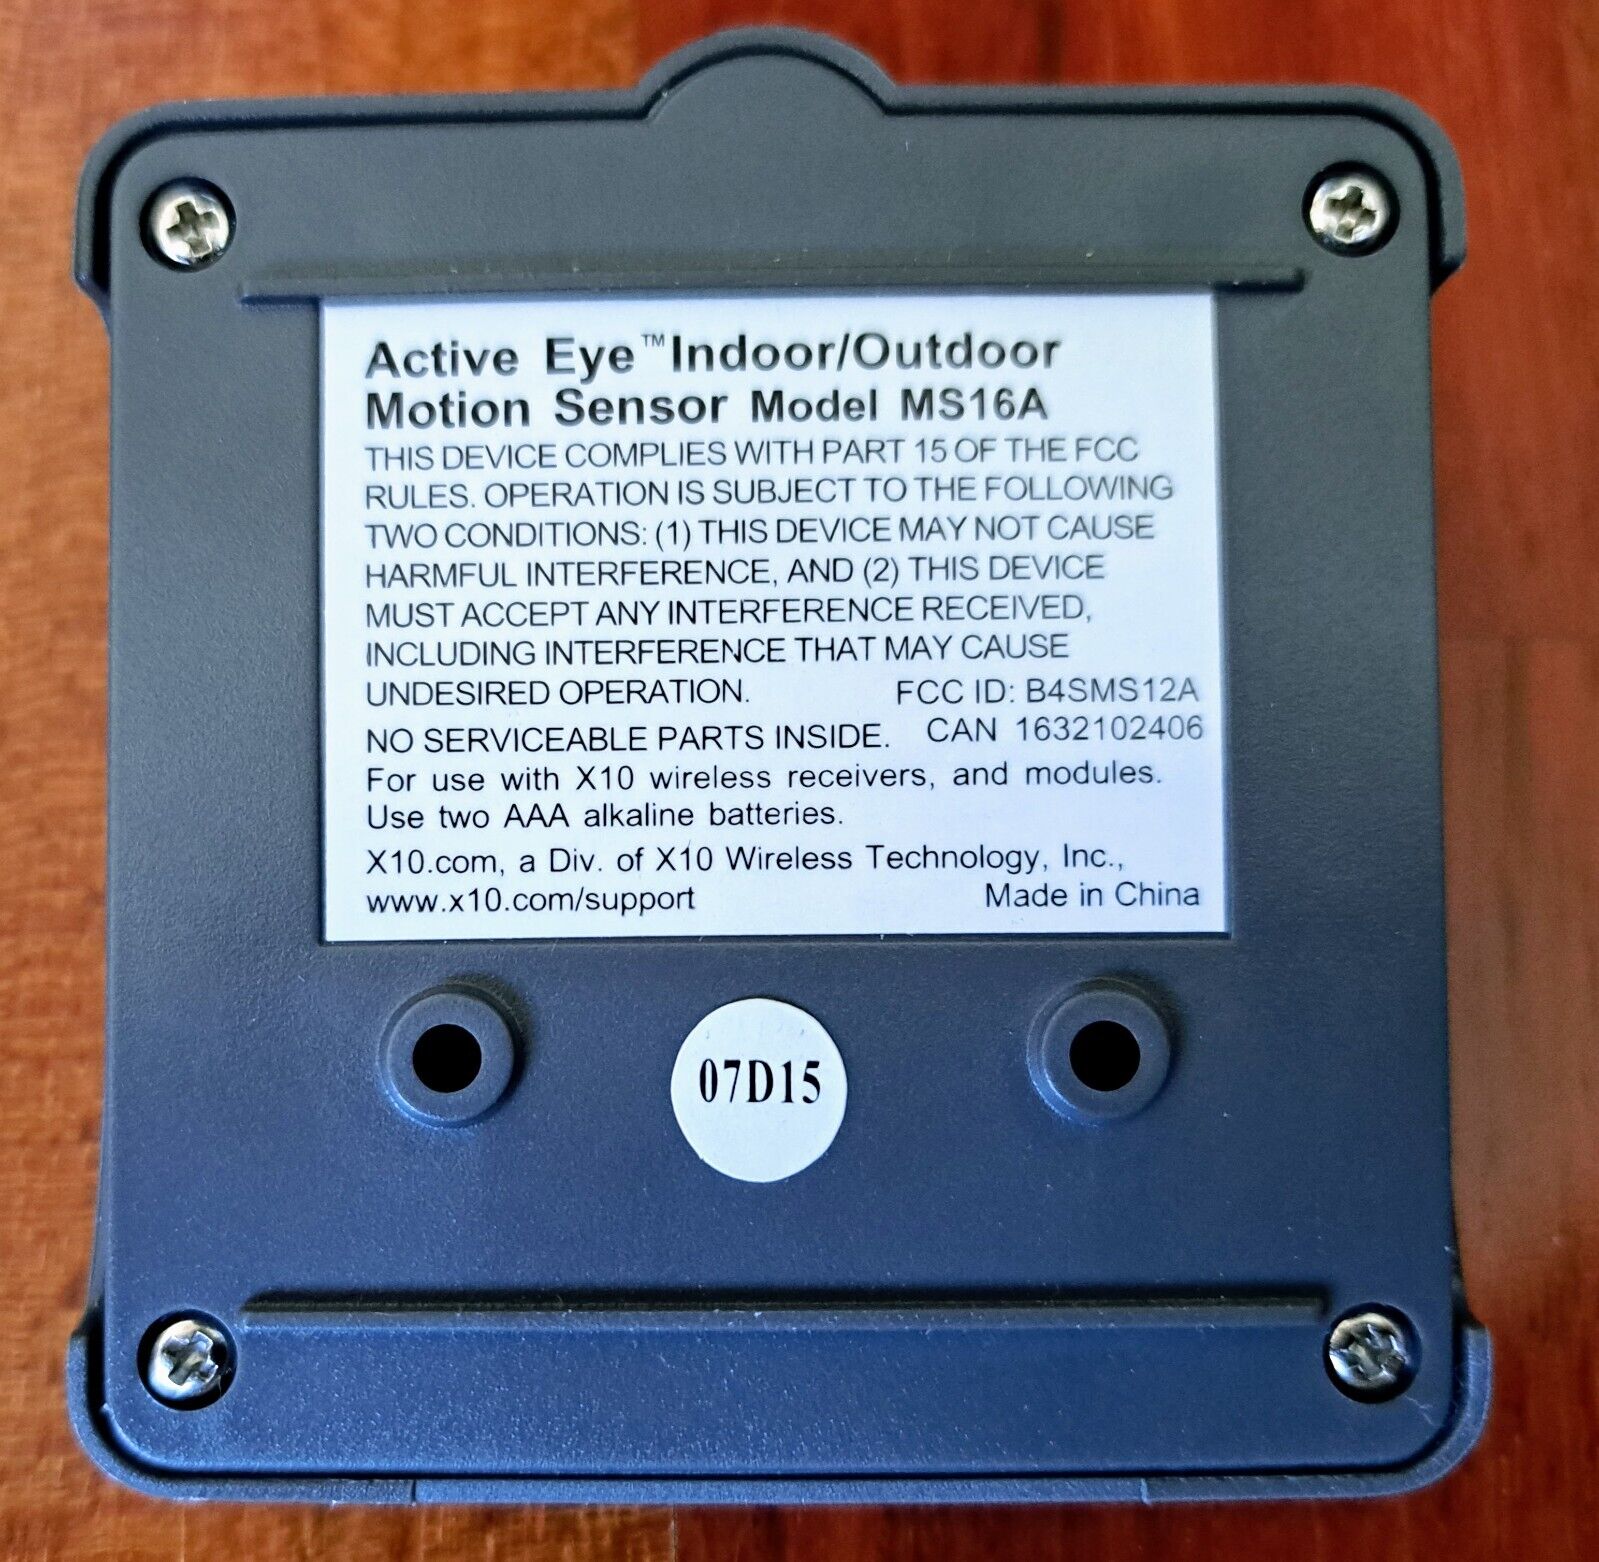 Active Eye™ Indoor/Outdoor
Motion Sensor Model MS16A
THIS DEVICE COMPLIES WITH PART 15 OF THE FCC
RULES. OPERATION IS SUBJECT TO THE FOLLOWING
TWO CONDITIONS: (1) THIS DEVICE MAY NOT CAUSE
HARMFUL INTERFERENCE, AND (2) THIS DEVICE
MUST ACCEPT ANY INTERFERENCE RECEIVED,
INCLUDING INTERFERENCE THAT MAY CAUSE
UNDESIRED OPERATION. FCC ID: B4SMS12A
NO SERVICEABLE PARTS INSIDE. CAN 1632102406
For use with X10 wireless receivers, and modules.
Use two AAA alkaline batteries.
X10.com, a Div. of X10 Wireless Technology, Inc.,
www.x10.com/support Made in China
07D15